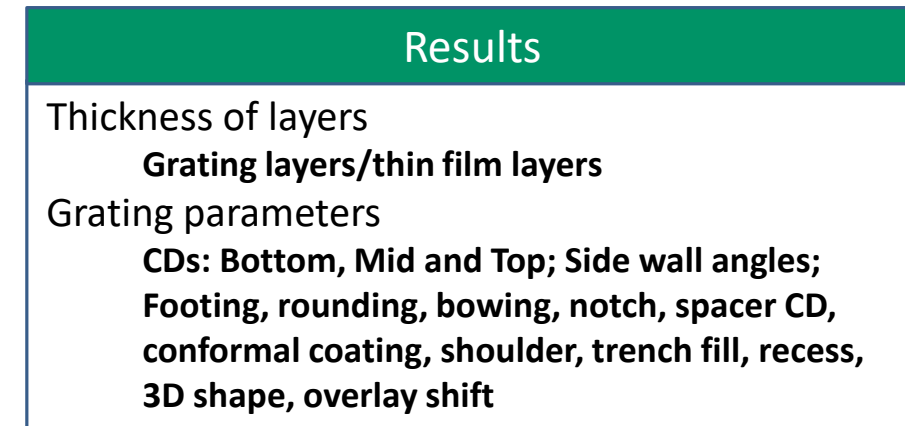 Results
Thickness of layers
Grating layers/thin film layers
Grating parameters
CDs: Bottom, Mid and Top; Side wall angles;
Footing, rounding, bowing, notch, spacer CD,
conformal coating, shoulder, trench fill, recess,
3D shape, overlay shift